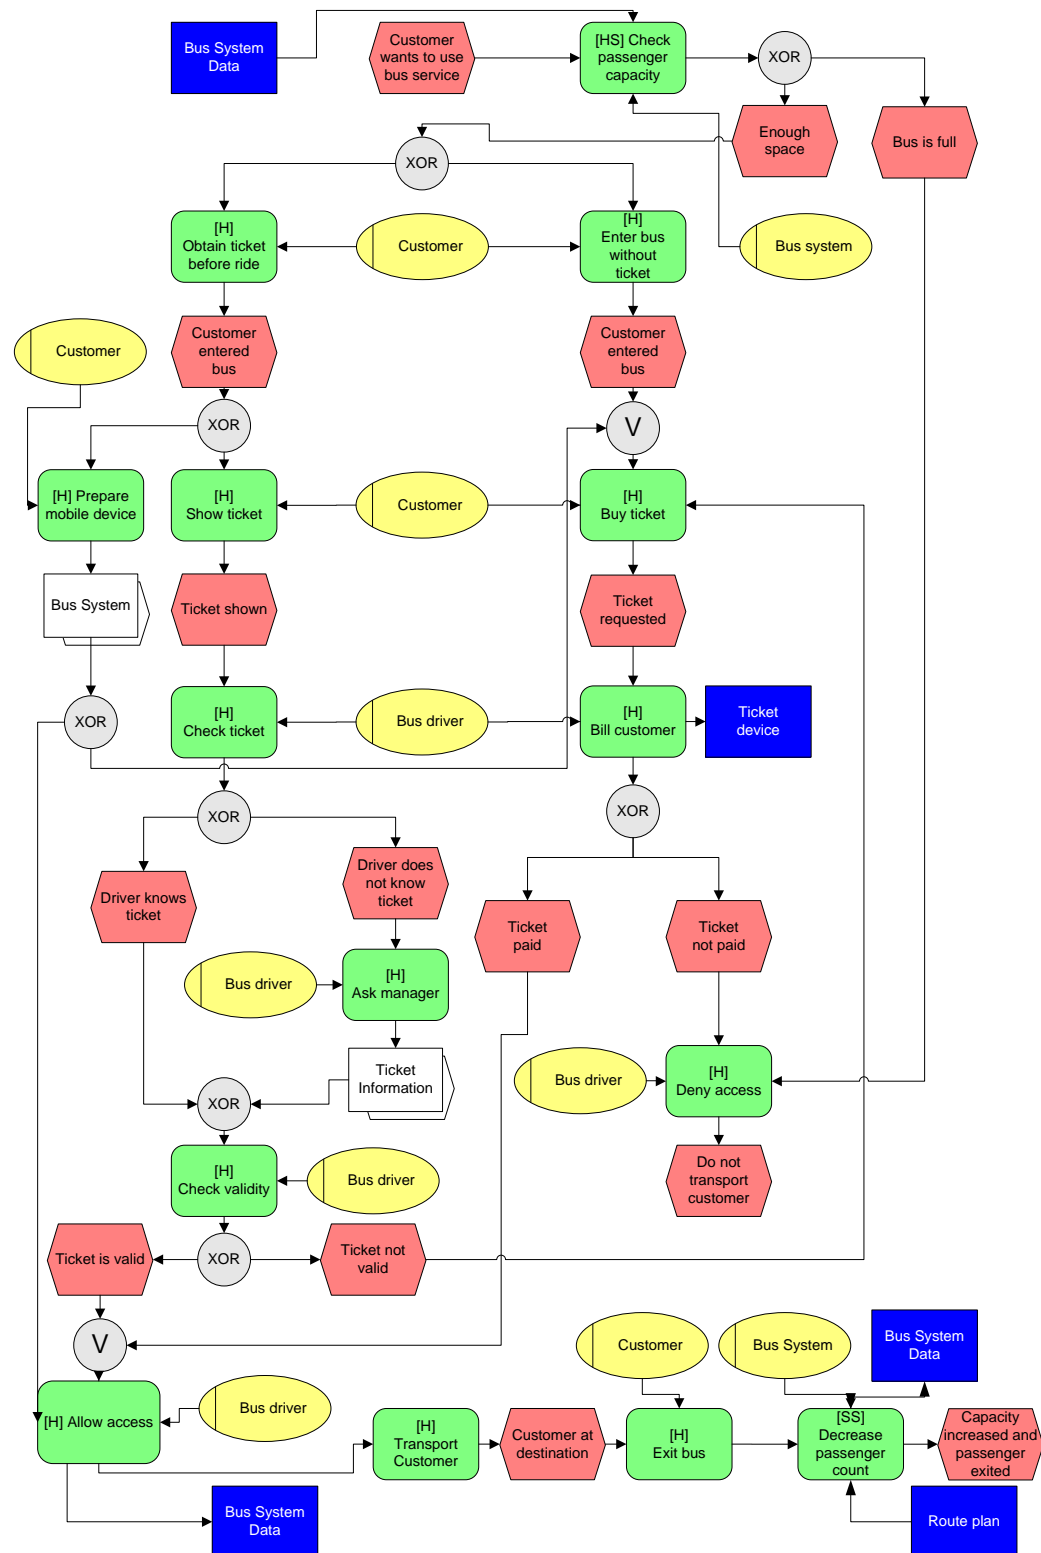 Bus System
Data
Customer
wants to use
bus service
[HS] Check
passenger
capacity
XOR
Enough
space
Bus is full
XOR
[H]
Obtain ticket
before ride
Customer
[H]
Enter bus
without
ticket
Bus system
Customer
Customer
entered
bus
Customer
entered
bus
XOR
V
[H] Prepare
mobile device
[H]
Show ticket
Customer
[H]
Buy ticket
Bus System
Ticket shown
Ticket
requested
XOR
[H]
Check ticket
Bus driver
[H]
Bill customer
Ticket
device
XOR
XOR
Driver knows
ticket
Driver does
not know
ticket
Ticket
paid
Ticket
not paid
Bus driver
[H]
Ask manager
Ticket
Information
XOR
Bus driver
[H]
Deny access
[H]
Check validity
Bus driver
Do not
transport
customer
Ticket is valid
XOR
Ticket not
valid
V
Customer
Bus System
Bus System
Data
[H] Allow access
Bus driver
[H]
Transport
Customer
Customer at
destination
[H]
Exit bus
[SS]
Decrease
passenger
count
Capacity
increased and
passenger
exited
Bus System
Data
Route plan